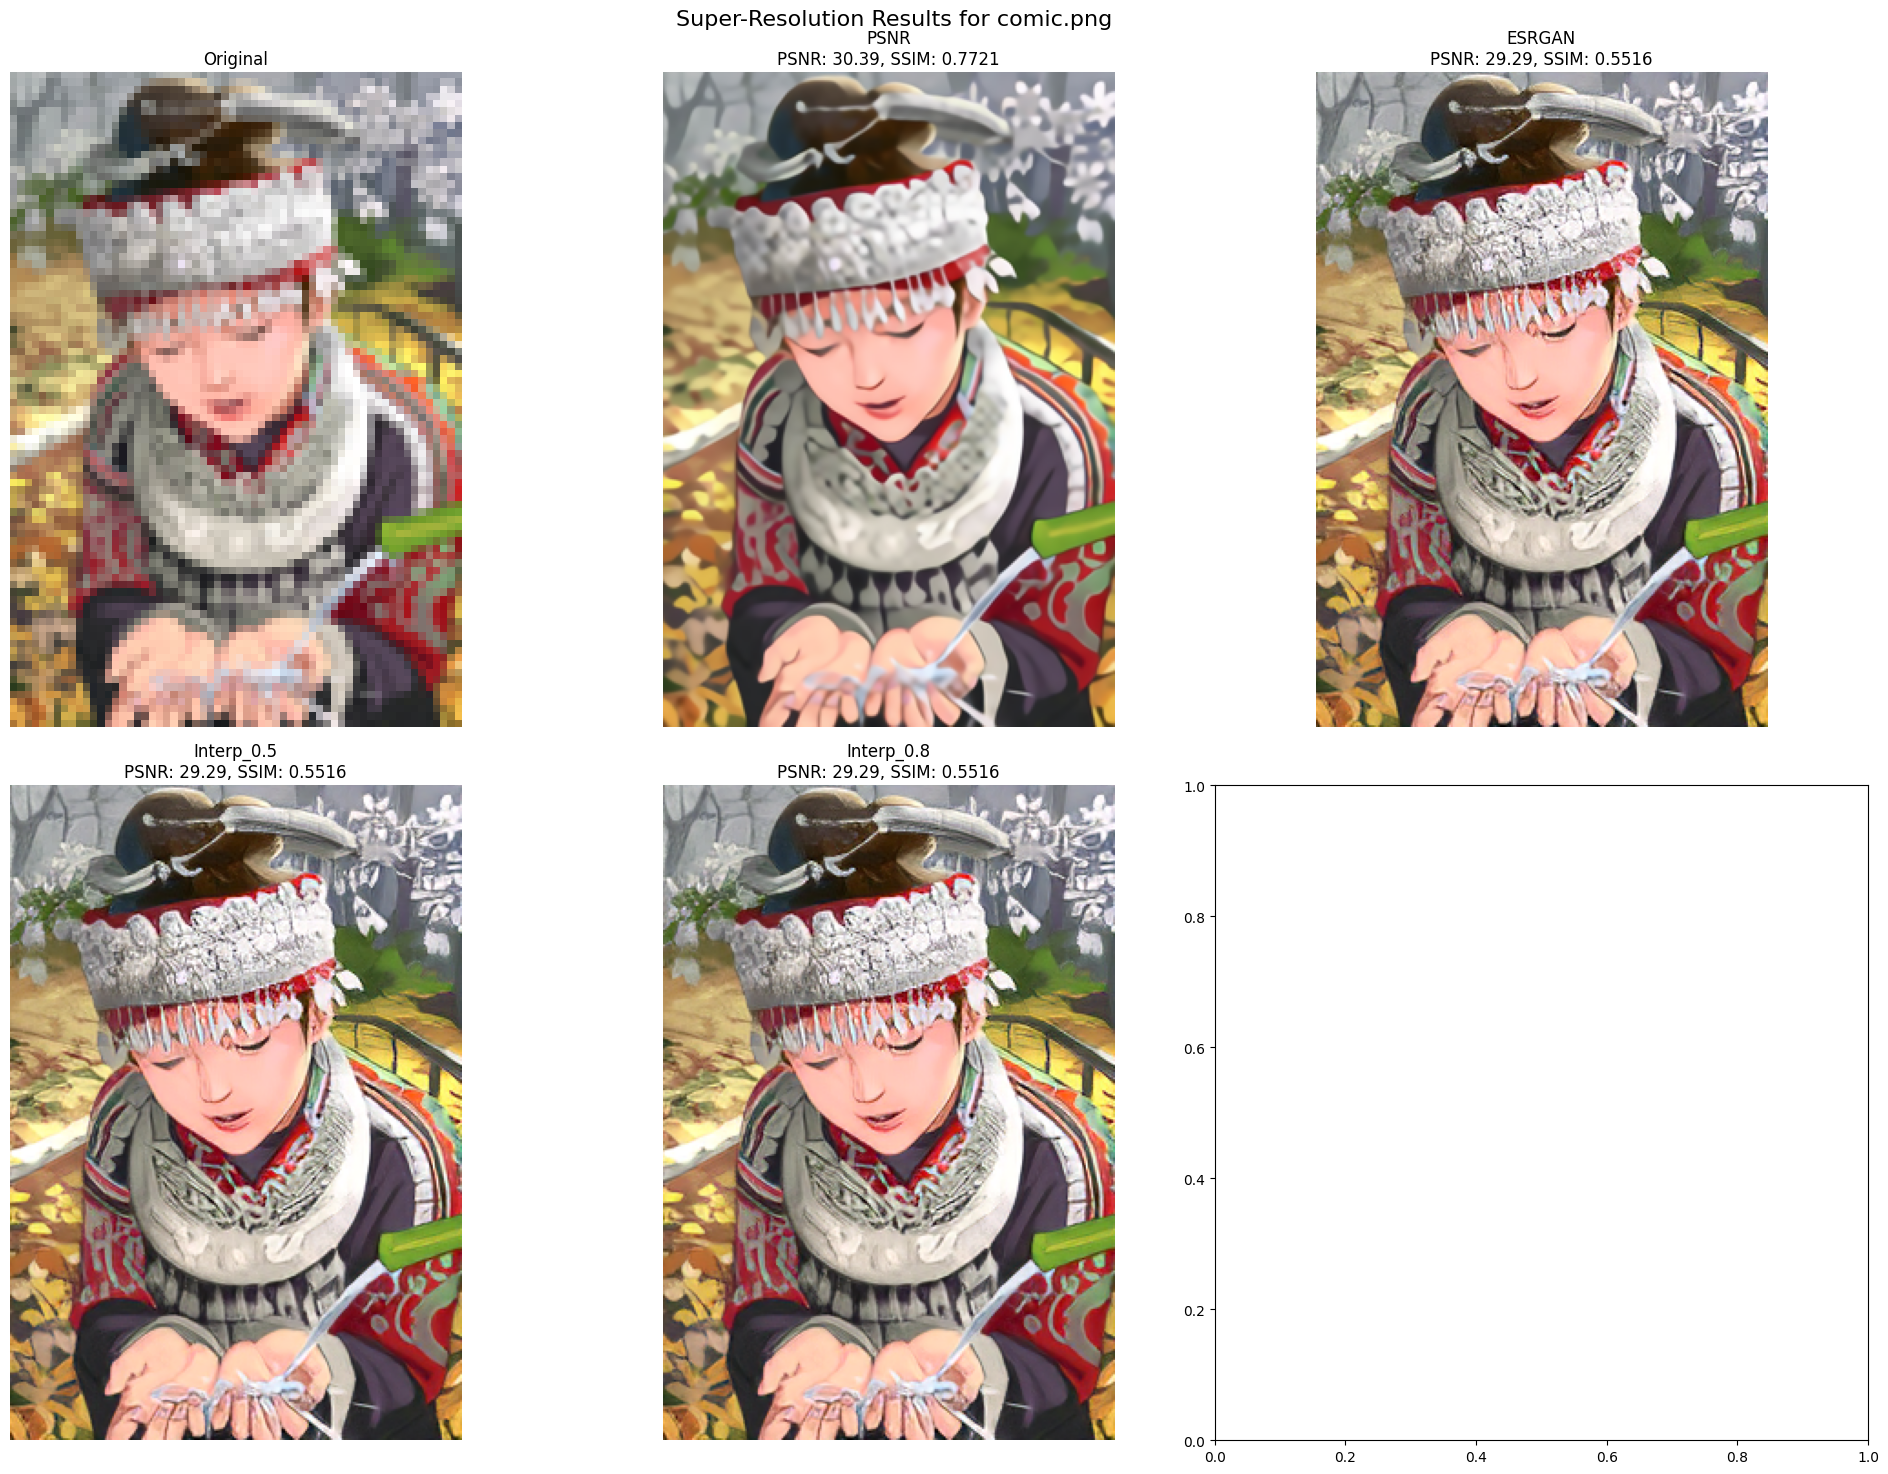 Super-Resolution Results for comic.png
Original
PSNR
PSNR: 30.39, SSIM: 0.7721
ESRGAN
PSNR: 29.29, SSIM: 0.5516
Interp_0.5
PSNR: 29.29, SSIM: 0.5516
Interp_0.8
PSNR: 29.29, SSIM: 0.5516
1.0
0.8
0.6
0.4
0.2
0.0
0.0 0.2 0.4 0.6 0.8 1.0